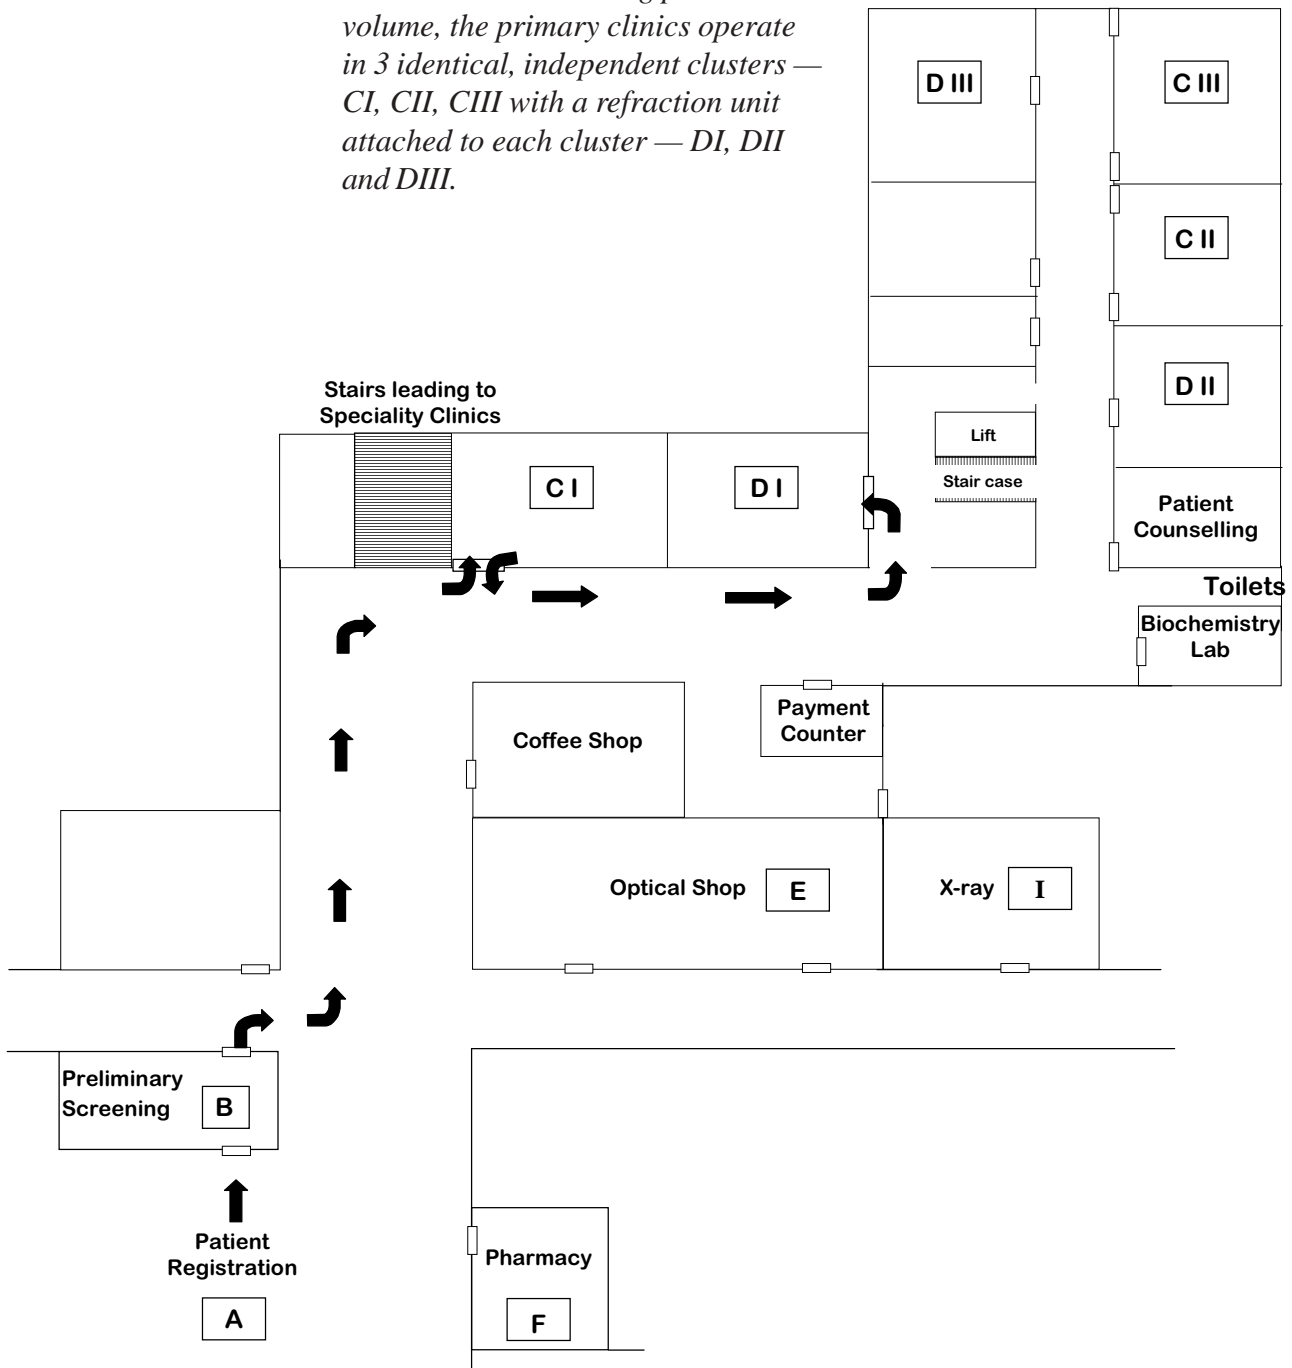 volume, the primary clinics operate
in 3 identical, independent clusters —
CI, CII, CIII with a refraction unit
attached to each cluster — DI, DII
and DIII.
D III
C III
C II
D II
Stairs leading to
Speciality Clinics
Lift
C I
D I
Stair case
Patient
Counselling
Toilets
Biochemistry
Lab
Payment
Counter
Coffee Shop
Optical Shop
E
X-ray
I
Preliminary
Screening
B
Patient
Registration
A
Pharmacy
F